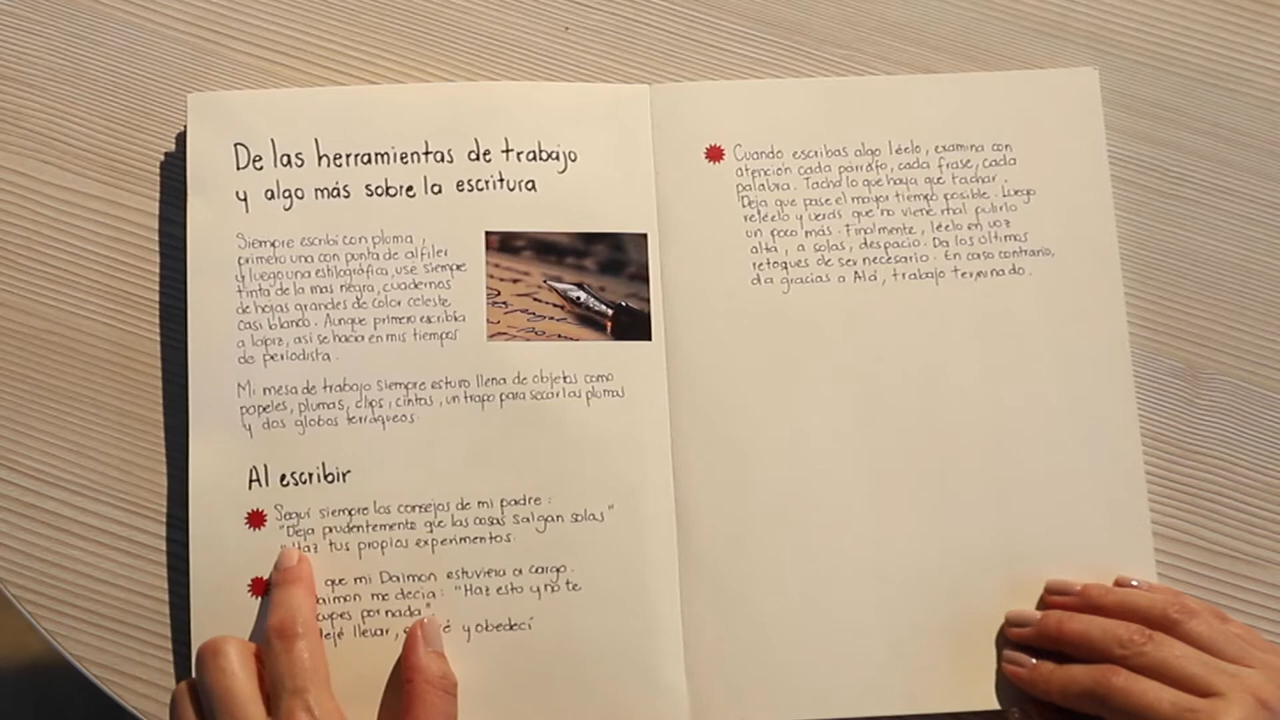 De las herramientas de trabajo
y algo más sobre la escritura
Siempre escribí con pluma,
primero una con punta de alfiler
y luego una estilográfica, usé siempre
tinta de la mas negra, cuadernos
de hojas grandes de color celeste
casi blanco. Aunque primero escribía
a lápiz, así se hacía en mis tiempos
de periodista.
Mi mesa de trabajo siempre estuvo llena de objetos como
papeles, plumas, clips, cintas, un trapo para secar las plumas
y dos globos terráqueos.
Al escribir
Seguí siempre los consejos de mi padre:
"Deja prudentemente que las cosas salgan solas"
"Haz tus propios experimentos.
que mi Daimon estuviera a cargo.
me decía: "Haz esto y no te
por nada"
llevar, y obedecí
Cuando escribas algo léelo, examina con
atención cada párrafo, cada frase, cada
palabra. Tacha lo que haya que tachar.
Deja que pase el mayor tiempo posible. Luego
reléelo y verás que no viene mal pulirlo
un poco más. Finalmente, léelo en voz
alta, a solas, despacio. Da los últimos
retoques de ser necesario. En caso contrario,
da gracias a Alá, trabajo terminado.